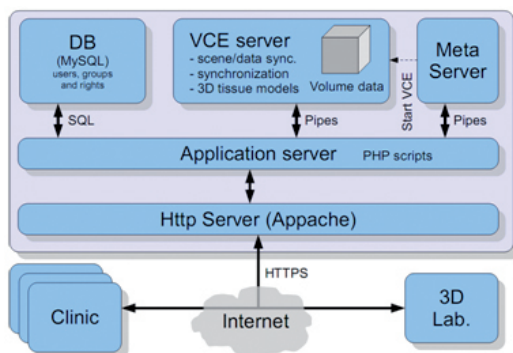 DB
(MySQL)
users, groups
and rights
VCE server
- scene/data sync.
- synchronization
- 3D tissue models
Volume data
Meta
Server
Start VCE
SQL
Pipes
Pipes
Application server
PHP scripts
Http Server (Appache)
HTTPS
Clinic
Internet
3D
Lab.